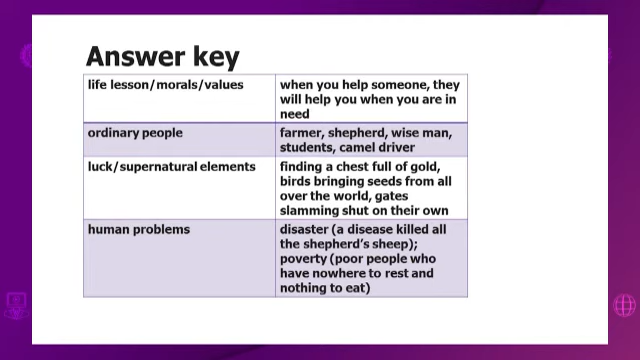 Answer key
life lesson/morals/values
when you help someone, they
will help you when you are in
need
ordinary people
farmer, shepherd, wise man,
students, camel driver
luck/supernatural elements
finding a chest full of gold,
birds bringing seeds from all
over the world, gates
slamming shut on their own
human problems
disaster (a disease killed all
the shepherd's sheep);
poverty (poor people who
have nowhere to rest and
nothing to eat)